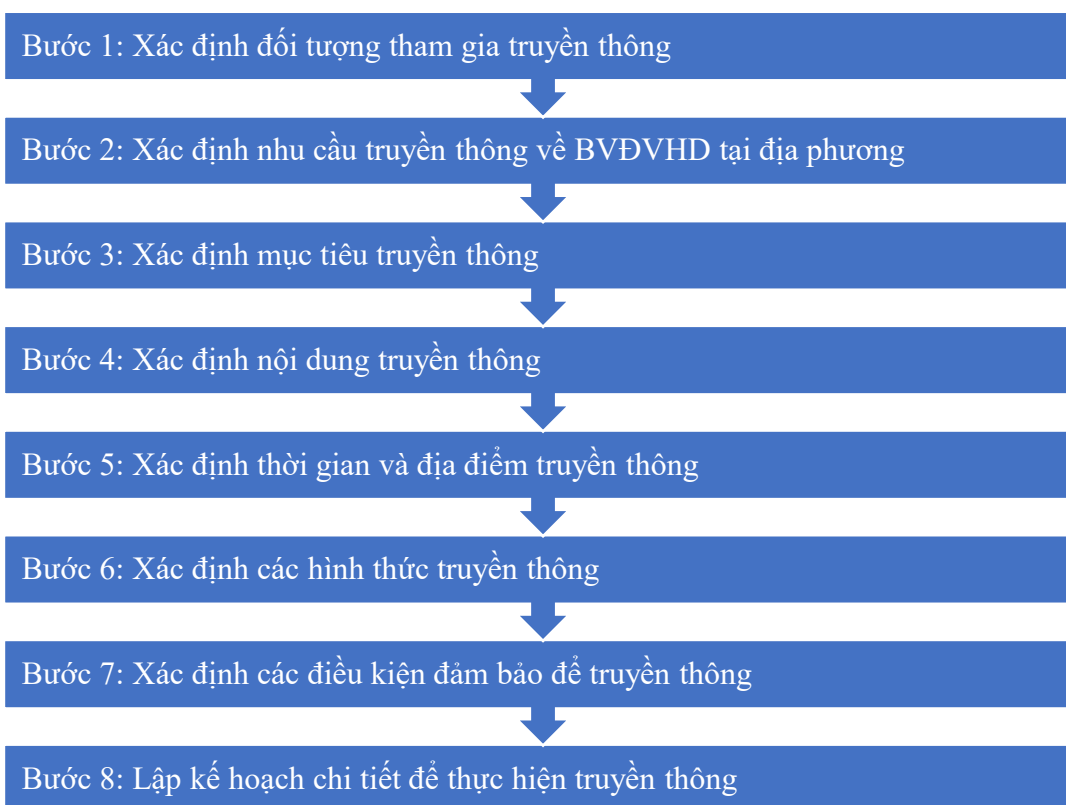 Bước 1: Xác định đối tượng tham gia truyền thông
Bước 2: Xác định nhu cầu truyền thông về BVĐVHD tại địa phương
Bước 3: Xác định mục tiêu truyền thông
Bước 4: Xác định nội dung truyền thông
Bước 5: Xác định thời gian và địa điểm truyền thông
Bước 6: Xác định các hình thức truyền thông
Bước 7: Xác định các điều kiện đảm bảo để truyền thông
Bước 8: Lập kế hoạch chi tiết để thực hiện truyền thông